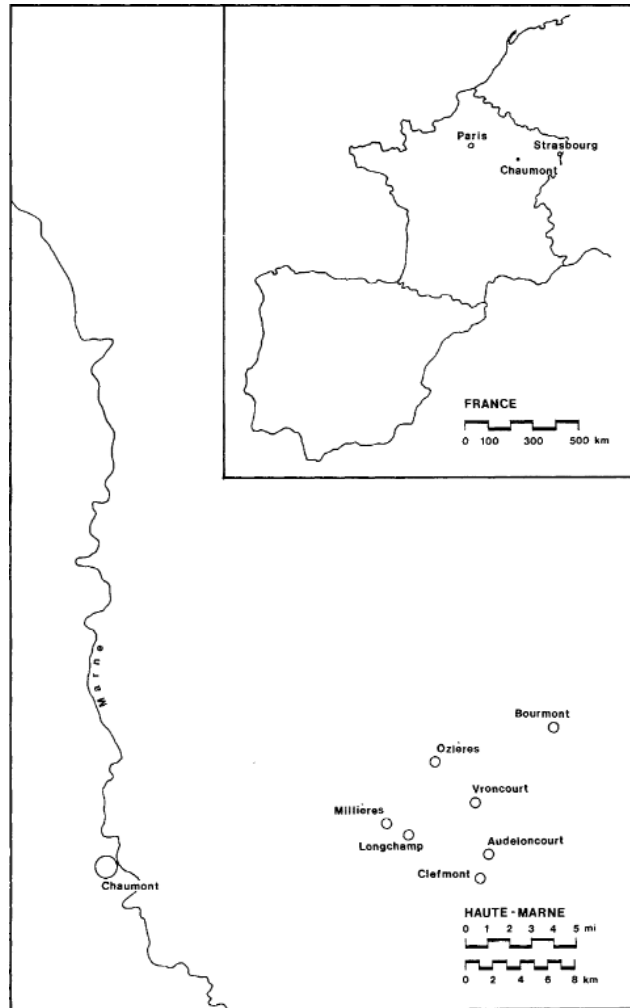 Paris
Strasbourg
Chaumont
FRANCE
0 100 300 500 km
Marne
Bourmont
Ozières
Vroncourt
Millières
Longchamp
Audeloncourt
Clefmont
Chaumont
HAUTE-MARNE
0 1 2 3 4 5 mi
0 2 4 6 8
km